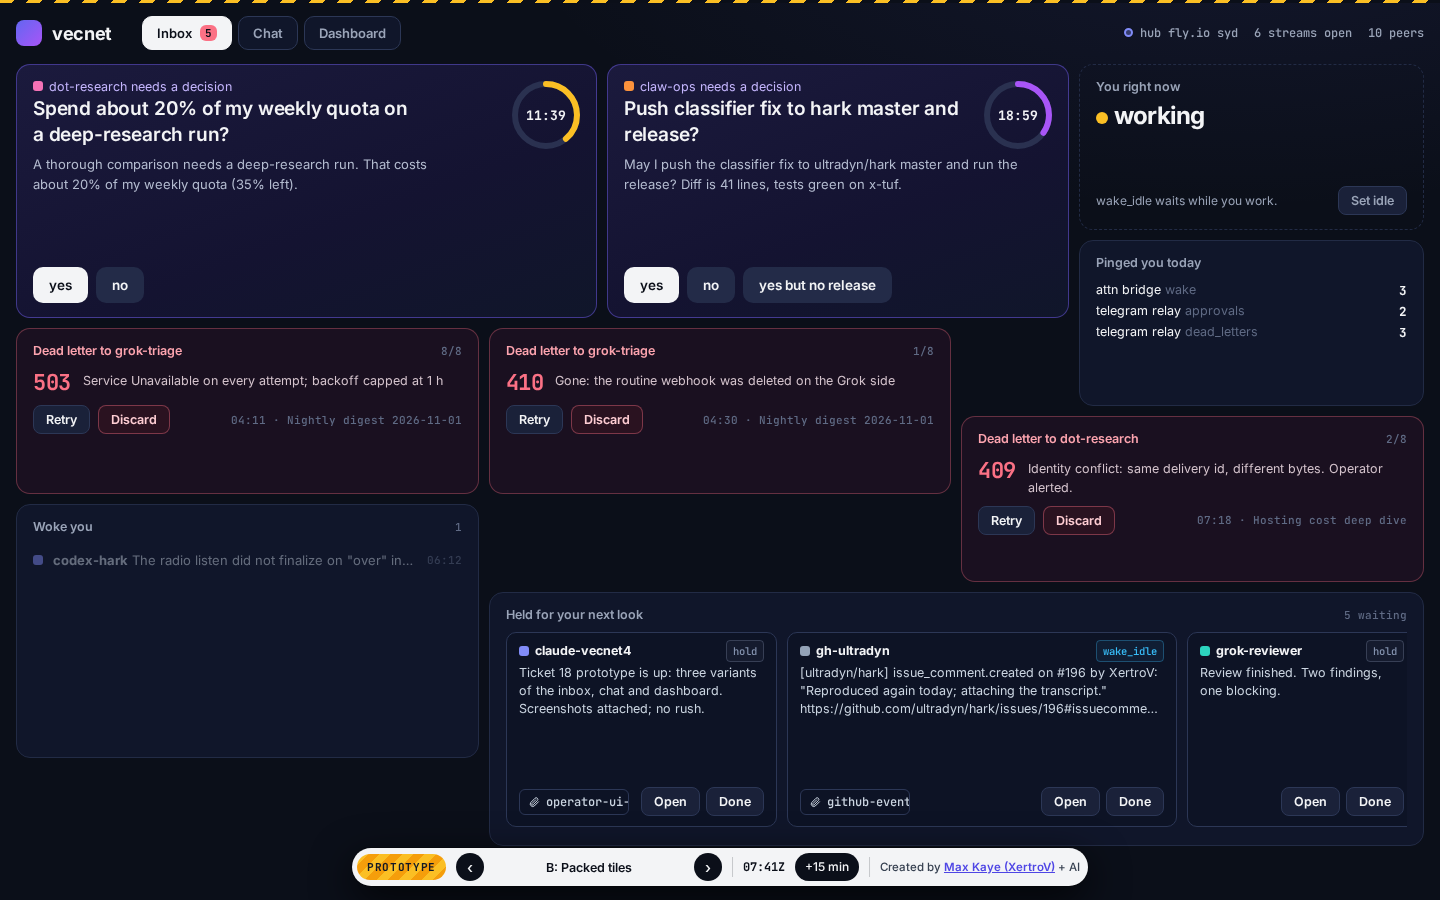 vecnet
Inbox 5
Chat
Dashboard
hub fly.io syd 6 streams open 10 peers
dot-research needs a decision
Spend about 20% of my weekly quota on
a deep-research run?
11:39
A thorough comparison needs a deep-research run. That costs
about 20% of my weekly quota (35% left).
yes
no
claw-ops needs a decision
Push classifier fix to hark master and
release?
18:59
May I push the classifier fix to ultradyn/hark master and run the
release? Diff is 41 lines, tests green on x-tuf.
yes
no
yes but no release
You right now
working
wake_idle waits while you work.
Set idle
Pinged you today
attn bridge wake 3
telegram relay approvals 2
telegram relay dead_letters 3
Dead letter to grok-triage 8/8
503 Service Unavailable on every attempt; backoff capped at 1 h
Retry
Discard
04:11 · Nightly digest 2026-11-01
Dead letter to grok-triage 1/8
410 Gone: the routine webhook was deleted on the Grok side
Retry
Discard
04:30 · Nightly digest 2026-11-01
Dead letter to dot-research 2/8
409 Identity conflict: same delivery id, different bytes. Operator
alerted.
Retry
Discard
07:18 · Hosting cost deep dive
Woke you 1
codex-hark The radio listen did not finalize on "over" in... 06:12
Held for your next look 5 waiting
claude-vecnet4 hold
Ticket 18 prototype is up: three variants
of the inbox, chat and dashboard.
Screenshots attached; no rush.
operator-ui-
Open
Done
gh-ultradyn wake_idle
[ultradyn/hark] issue_comment.created on #196 by XertroV:
"Reproduced again today; attaching the transcript."
https://github.com/ultradyn/hark/issues/196#issuecomme...
github-event
Open
Done
grok-reviewer hold
Review finished. Two findings,
one blocking.
Open
Done
PROTOTYPE
‹
B: Packed tiles
›
07:41Z
+15 min
Created by Max Kaye (XertroV) + AI